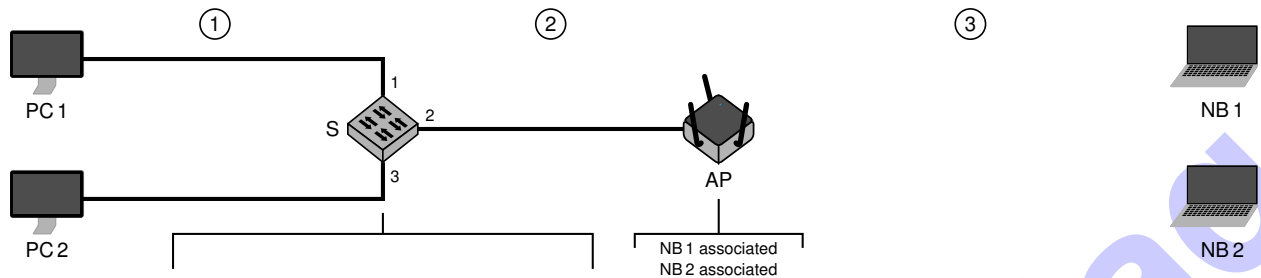 1
2
3
PC 1
1
S
2
3
PC 2
AP
NB 1 associated
NB 2 associated
NB 1
NB 2